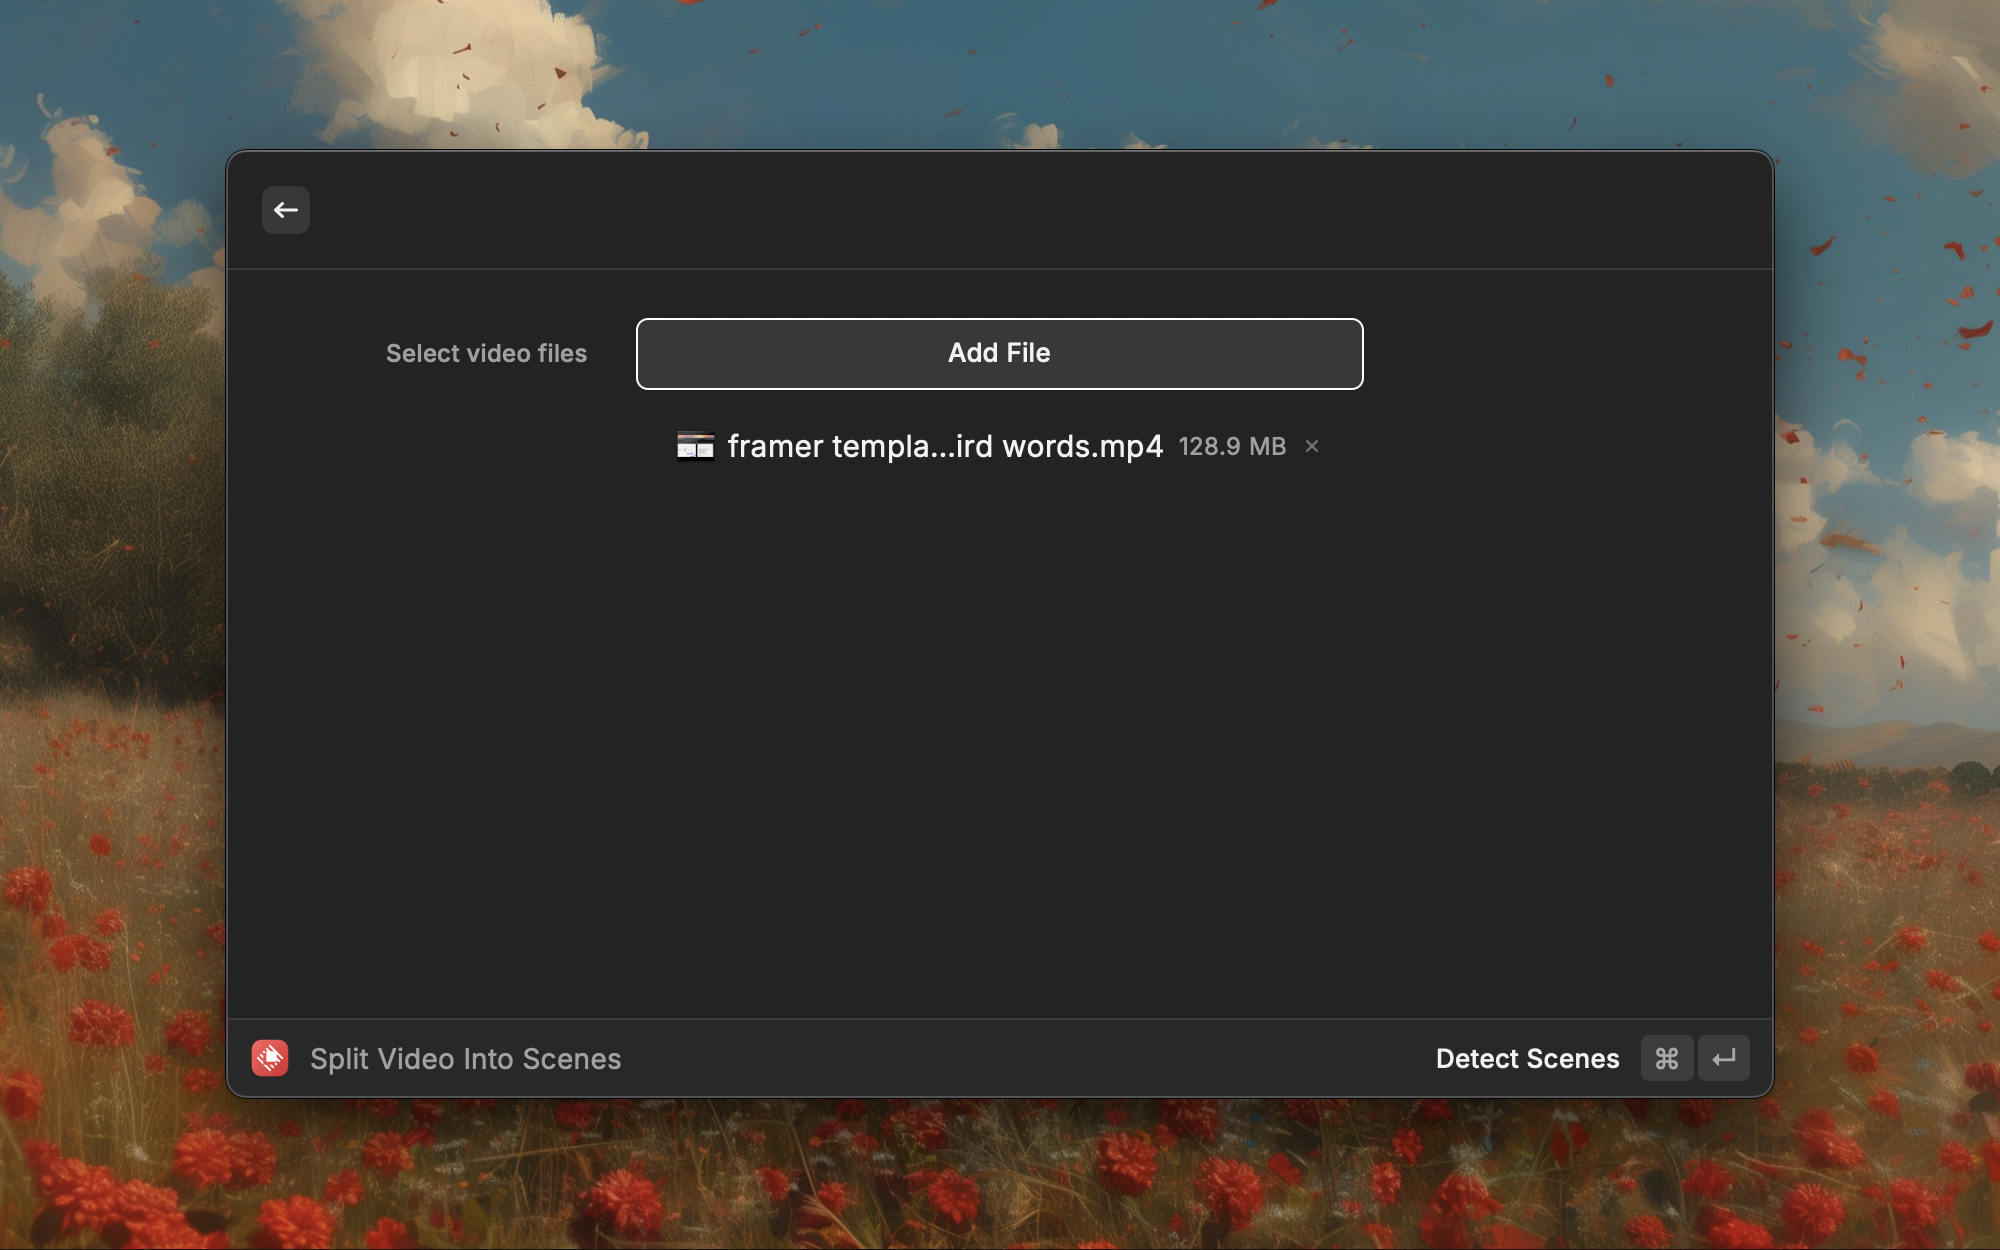 Select video files
Add File
framer templa...ird words.mp4 128.9 MB ×
Split Video Into Scenes
Detect Scenes ⌘ ↵